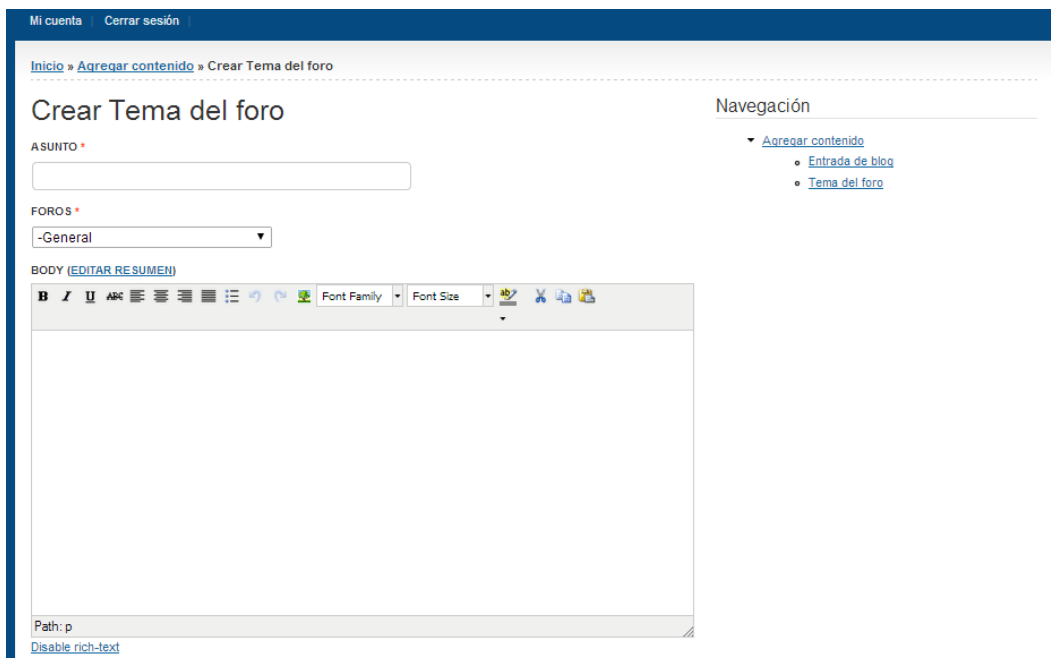 Mi cuenta | Cerrar sesión |
Inicio » Agregar contenido » Crear Tema del foro
Crear Tema del foro
ASUNTO *
FOROS *
-General
BODY (EDITAR RESUMEN)
B I U ABC Font Family Font Size ab
Path: p
Disable rich-text
Navegación
Agregar contenido
Entrada de blog
Tema del foro